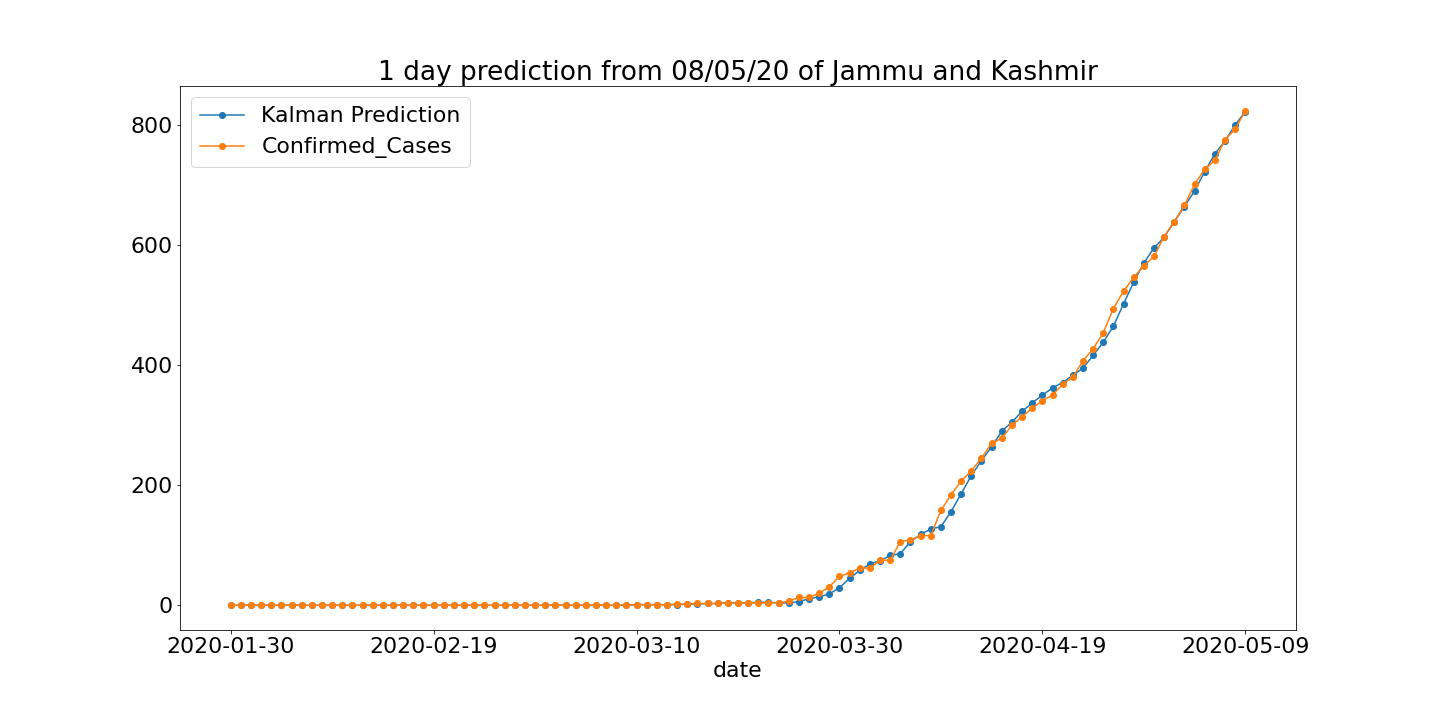 1 day prediction from 08/05/20 of Jammu and Kashmir
Kalman Prediction
Confirmed_Cases
800
600
400
200
0
2020-01-30 2020-02-19 2020-03-10 2020-03-30 2020-04-19 2020-05-09
date